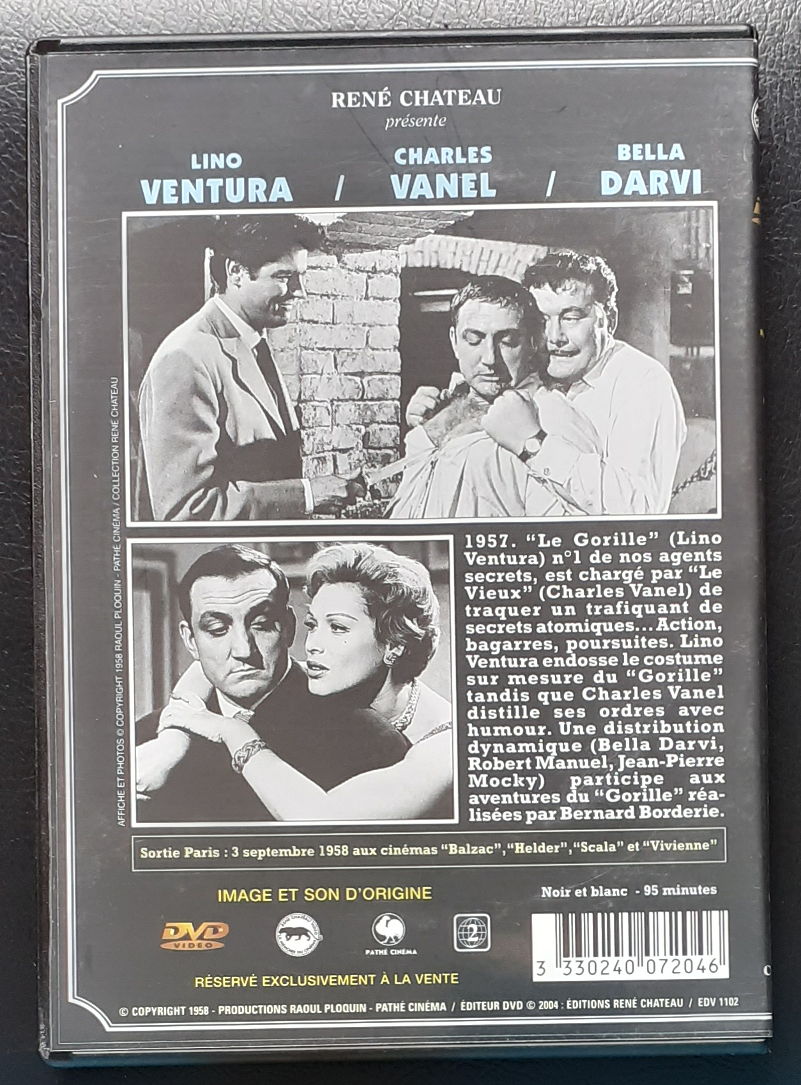 RENÉ CHATEAU
présente
LINO VENTURA / CHARLES VANEL / BELLA DARVI
AFFICHE ET PHOTOS © COPYRIGHT 1958 RAOUL PLOQUIN - PATHÉ CINÉMA / COLLECTION RENÉ CHATEAU
1957. “Le Gorille” (Lino
Ventura) n°1 de nos agents
secrets, est chargé par “Le
Vieux” (Charles Vanel) de
traquer un trafiquant de
secrets atomiques... Action,
bagarres, poursuites. Lino
Ventura endosse le costume
sur mesure du “Gorille”
tandis que Charles Vanel
distille ses ordres avec
humour. Une distribution
dynamique (Bella Darvi,
Robert Manuel, Jean-Pierre
Mocky) participe aux
aventures du “Gorille” réa-
lisées par Bernard Borderie.
Sortie Paris : 3 septembre 1958 aux cinémas “Balzac”, “Helder”, “Scala” et “Vivienne”
IMAGE ET SON D'ORIGINE
Noir et blanc - 95 minutes
DVD
VIDEO
PATHÉ CINÉMA
2
3 330240 072046
RÉSERVÉ EXCLUSIVEMENT À LA VENTE
© COPYRIGHT 1958 - PRODUCTIONS RAOUL PLOQUIN - PATHÉ CINÉMA / ÉDITEUR DVD © 2004 : ÉDITIONS RENÉ CHATEAU / EDV 1102